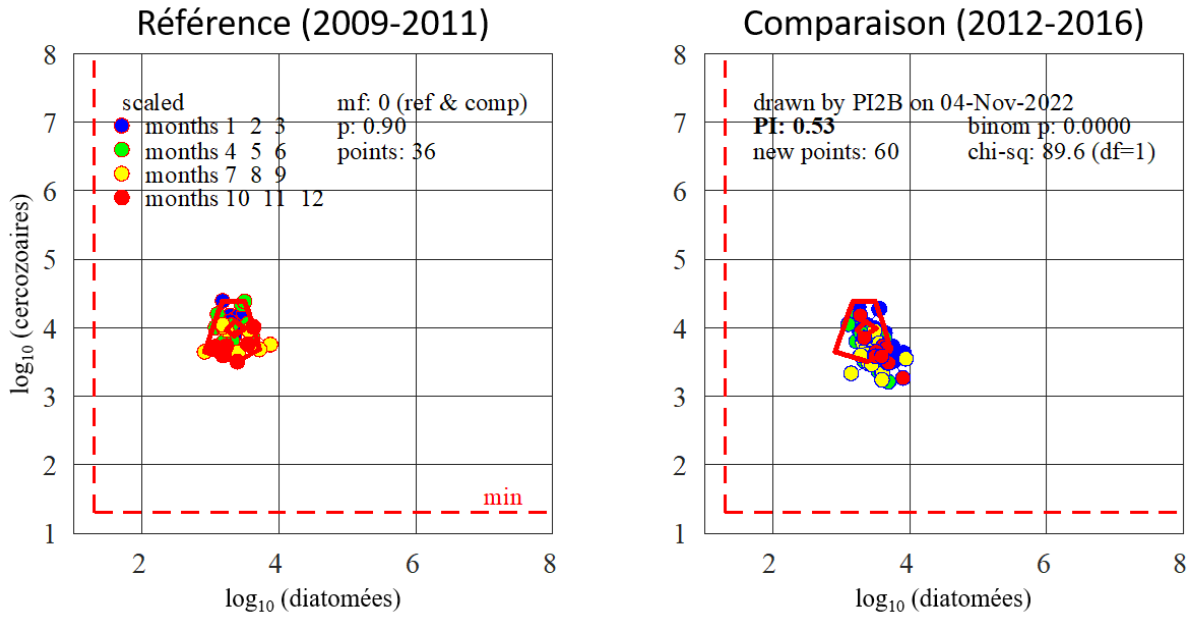 Référence (2009-2011)
8
7
6
5
4
3
2
1
2
4
6
8
log10 (cercozoaires)
log10 (diatomées)
scaled
mf: 0 (ref & comp)
months 1 2 3
p: 0.90
months 4 5 6
points: 36
months 7 8 9
months 10 11 12
min
Comparaison (2012-2016)
8
7
6
5
4
3
2
1
2
4
6
8
log10 (diatomées)
drawn by PI2B on 04-Nov-2022
PI: 0.53
binom p: 0.0000
new points: 60
chi-sq: 89.6 (df=1)